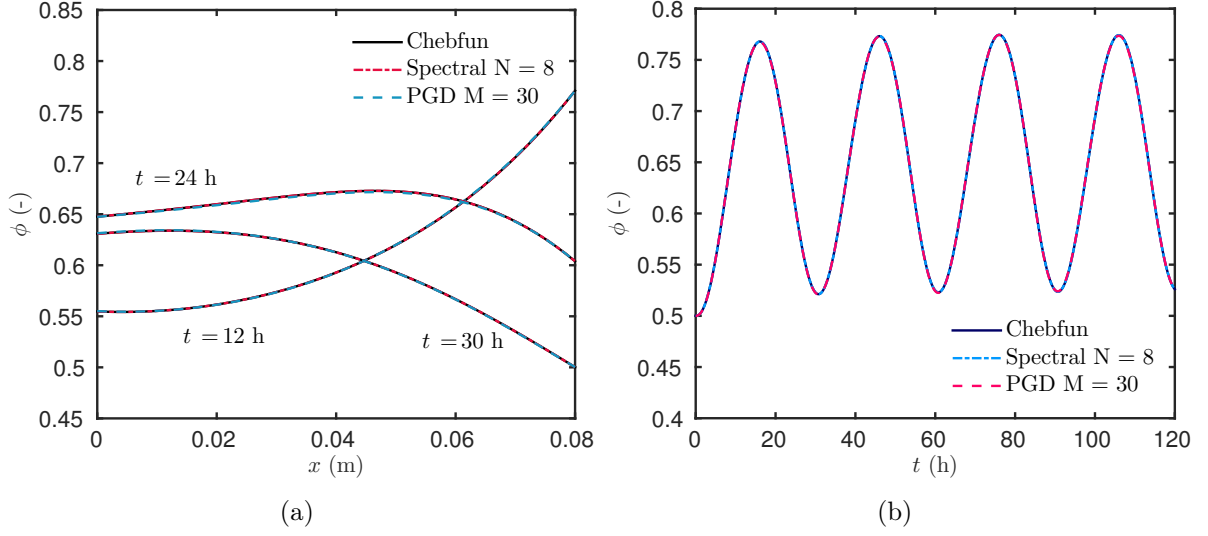 0.85
0.8
0.75
0.7
0.65
0.6
0.55
0.5
0.45
ϕ (-)
Chebfun
Spectral N = 8
PGD M = 30
t = 24 h
t = 12 h
t = 30 h
0 0.02 0.04 0.06 0.08
x (m)
(a)
0.8
0.75
0.7
0.65
0.6
0.55
0.5
0.45
0.4
ϕ (-)
Chebfun
Spectral N = 8
PGD M = 30
0 20 40 60 80 100 120
t (h)
(b)